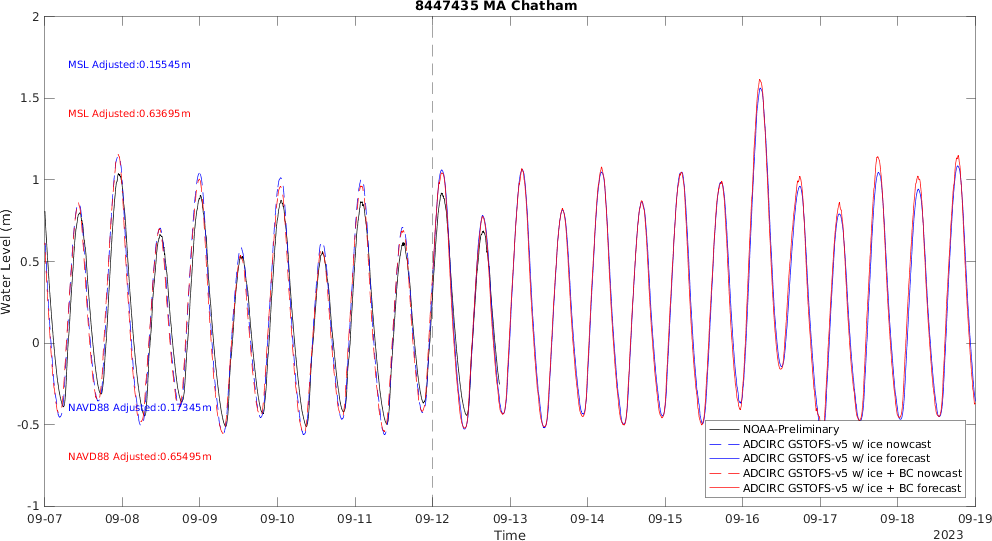 8447435 MA Chatham
2
1.5
1
0.5
0
-0.5
-1
Water Level (m)
MSL Adjusted:0.15545m
MSL Adjusted:0.63695m
NAVD88 Adjusted:0.17345m
NAVD88 Adjusted:0.65495m
NOAA-Preliminary
ADCIRC GSTOFS-v5 w/ ice nowcast
ADCIRC GSTOFS-v5 w/ ice forecast
ADCIRC GSTOFS-v5 w/ ice + BC nowcast
ADCIRC GSTOFS-v5 w/ ice + BC forecast
09-07 09-08 09-09 09-10 09-11 09-12 09-13 09-14 09-15 09-16 09-17 09-18 09-19
Time
2023